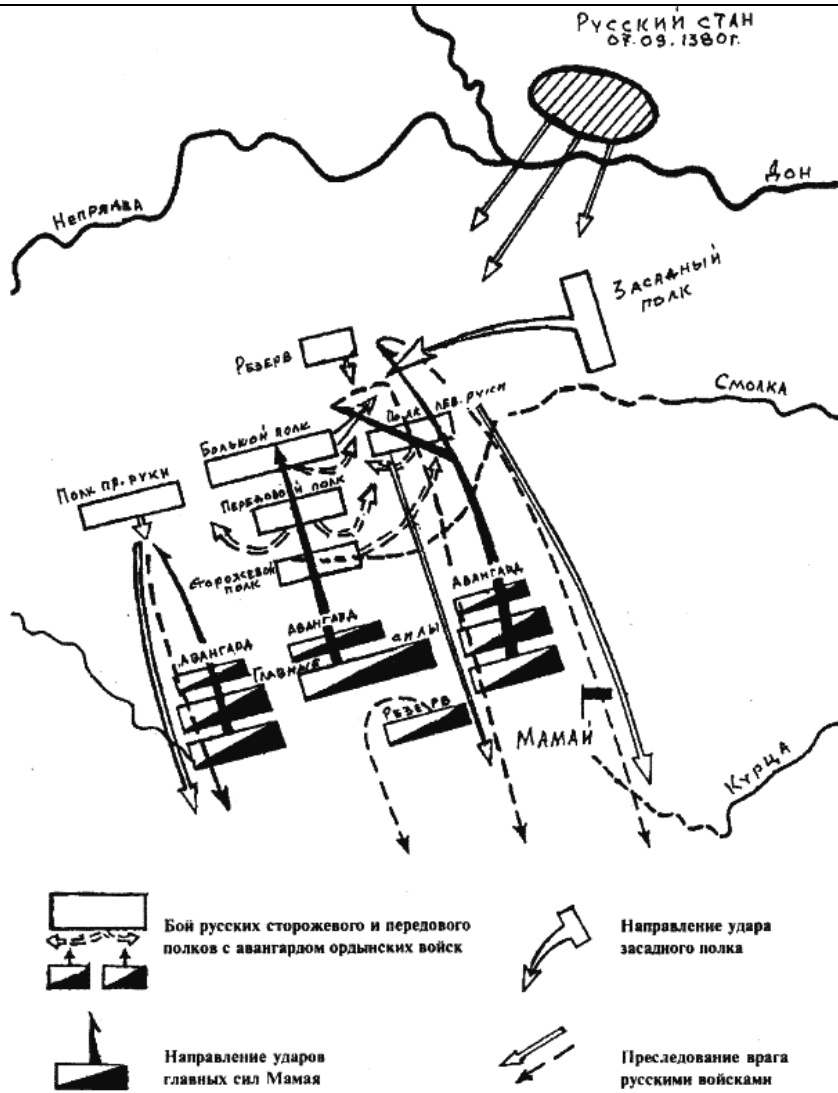 Русский стан
07.09.1380г.
Дон
Непрядва
Засадный
полк
Резерв
Смолка
Полк лев. руки
Большой полк
Полк пр. руки
Передовой полк
Сторожевой
полк
Авангард
Авангард
Авангард
Главные силы
Резерв
Мамай
Курца
Бой русских сторожевого и передового
полков с авангардом ордынских войск
Направление удара
засадного полка
Направление ударов
главных сил Мамая
Преследование врага
русскими войсками